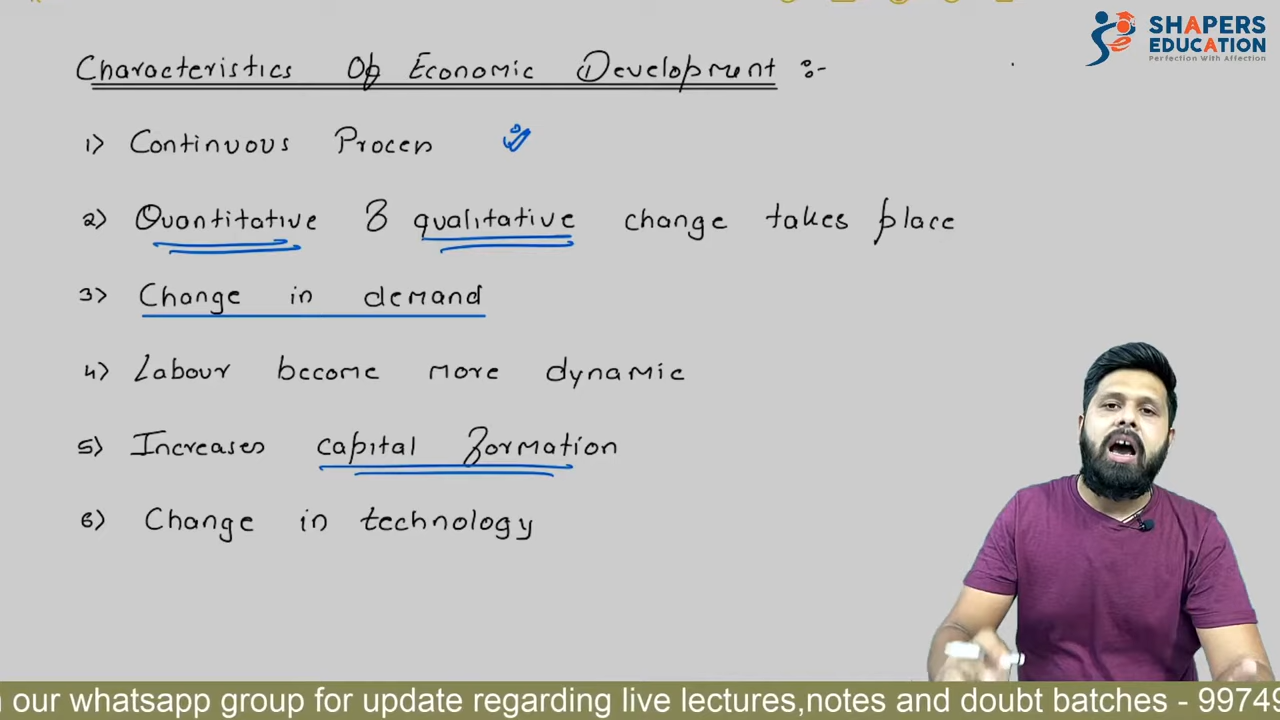 SHAPERS
EDUCATION
Perfection With Affection
Characteristics Of Economic Development :-
1) Continuous Process
2) Quantitative & qualitative change takes place
3) Change in demand
4) Labour become more dynamic
5) Increases capital formation
6) Change in technology
n our whatsapp group for update regarding live lectures,notes and doubt batches - 99749